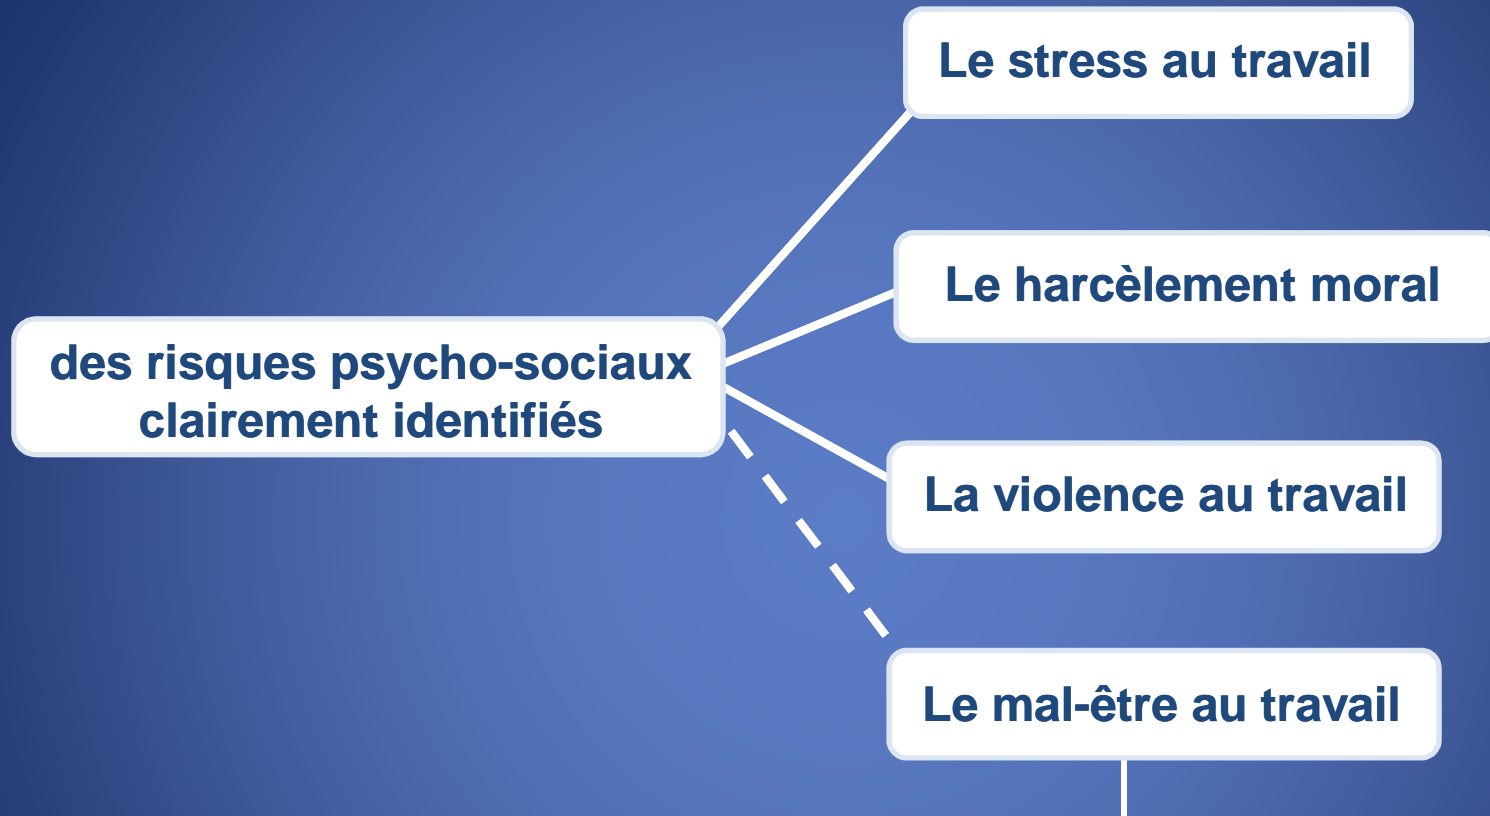 Le stress au travail
Le harcèlement moral
des risques psycho-sociaux
clairement identifiés
La violence au travail
Le mal-être au travail